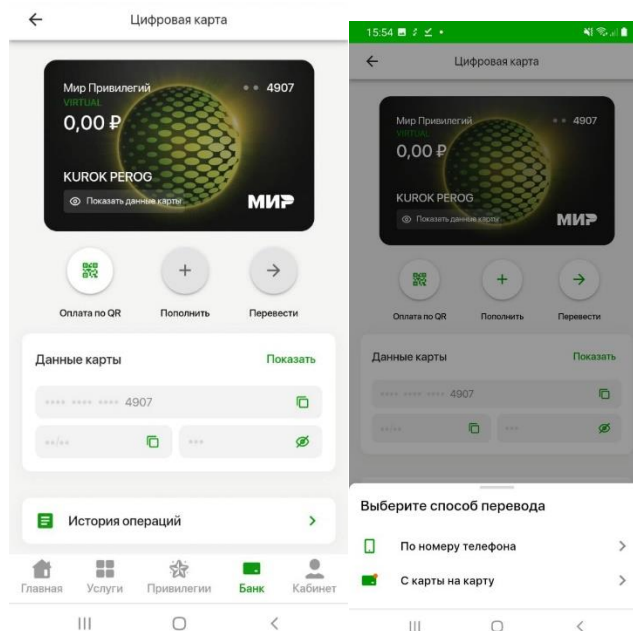 Цифровая карта
Мир Привилегий
•• 4907
VIRTUAL
0,00 ₽
KUROK PEROG
Показать данные карты
МИР
Оплата по QR
Пополнить
Перевести
Данные карты
Показать
•••• •••• •••• 4907
••/••
•••
История операций
Главная
Услуги
Привилегии
Банк
Кабинет
15:54
Цифровая карта
Мир Привилегий
•• 4907
VIRTUAL
0,00 ₽
KUROK PEROG
Показать данные карты
МИР
Оплата по QR
Пополнить
Перевести
Данные карты
Показать
•••• •••• •••• 4907
••/••
•••
Выберите способ перевода
По номеру телефона
С карты на карту